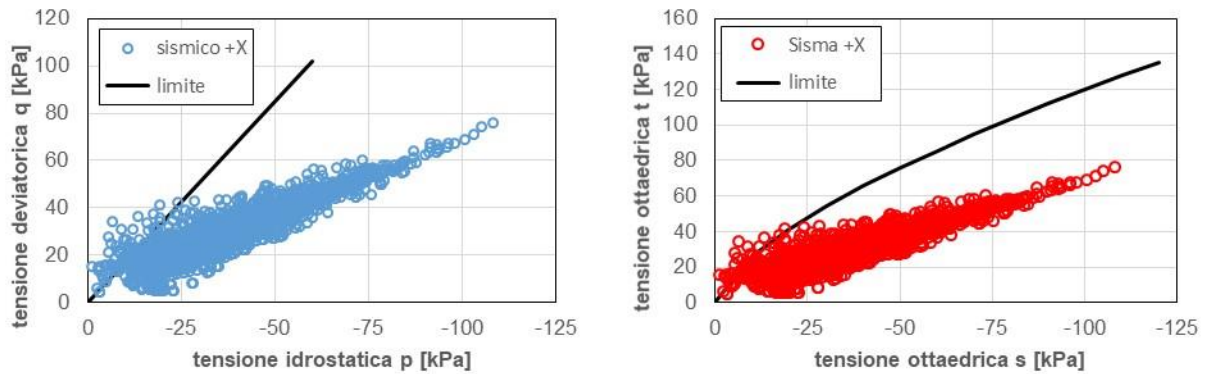 120
100
80
60
40
20
0
tensione deviatorica q [kPa]
sismico +X
limite
0 -25 -50 -75 -100 -125
tensione idrostatica p [kPa]
160
140
120
100
80
60
40
20
0
tensione ottaedrica t [kPa]
Sisma +X
limite
0 -25 -50 -75 -100 -125
tensione ottaedrica s [kPa]